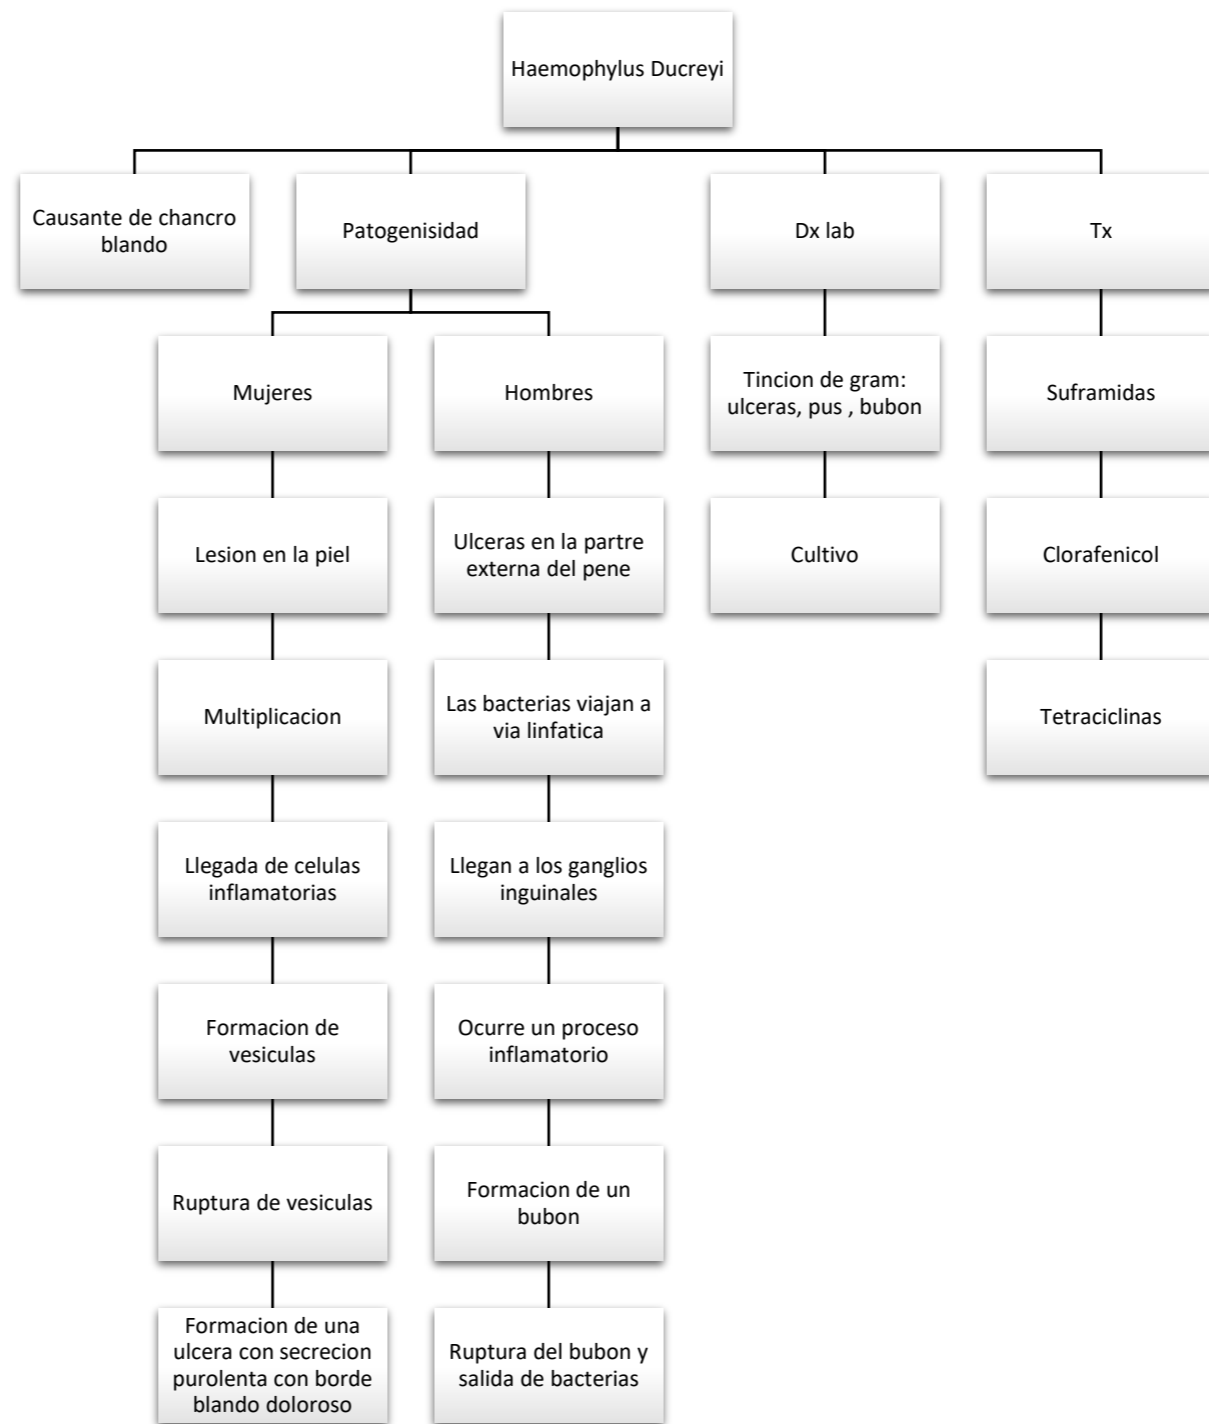 Haemophylus Ducreyi
Causante de chancro
blando
Patogenisidad
Dx lab
Tx
Mujeres
Hombres
Tincion de gram:
ulceras, pus , bubon
Suframidas
Lesion en la piel
Ulceras en la partre
externa del pene
Cultivo
Clorafenicol
Multiplicacion
Las bacterias viajan a
via linfatica
Tetraciclinas
Llegada de celulas
inflamatorias
Llegan a los ganglios
inguinales
Formacion de
vesiculas
Ocurre un proceso
inflamatorio
Ruptura de vesiculas
Formacion de un
bubon
Formacion de una
ulcera con secrecion
purolenta con borde
blando doloroso
Ruptura del bubon y
salida de bacterias